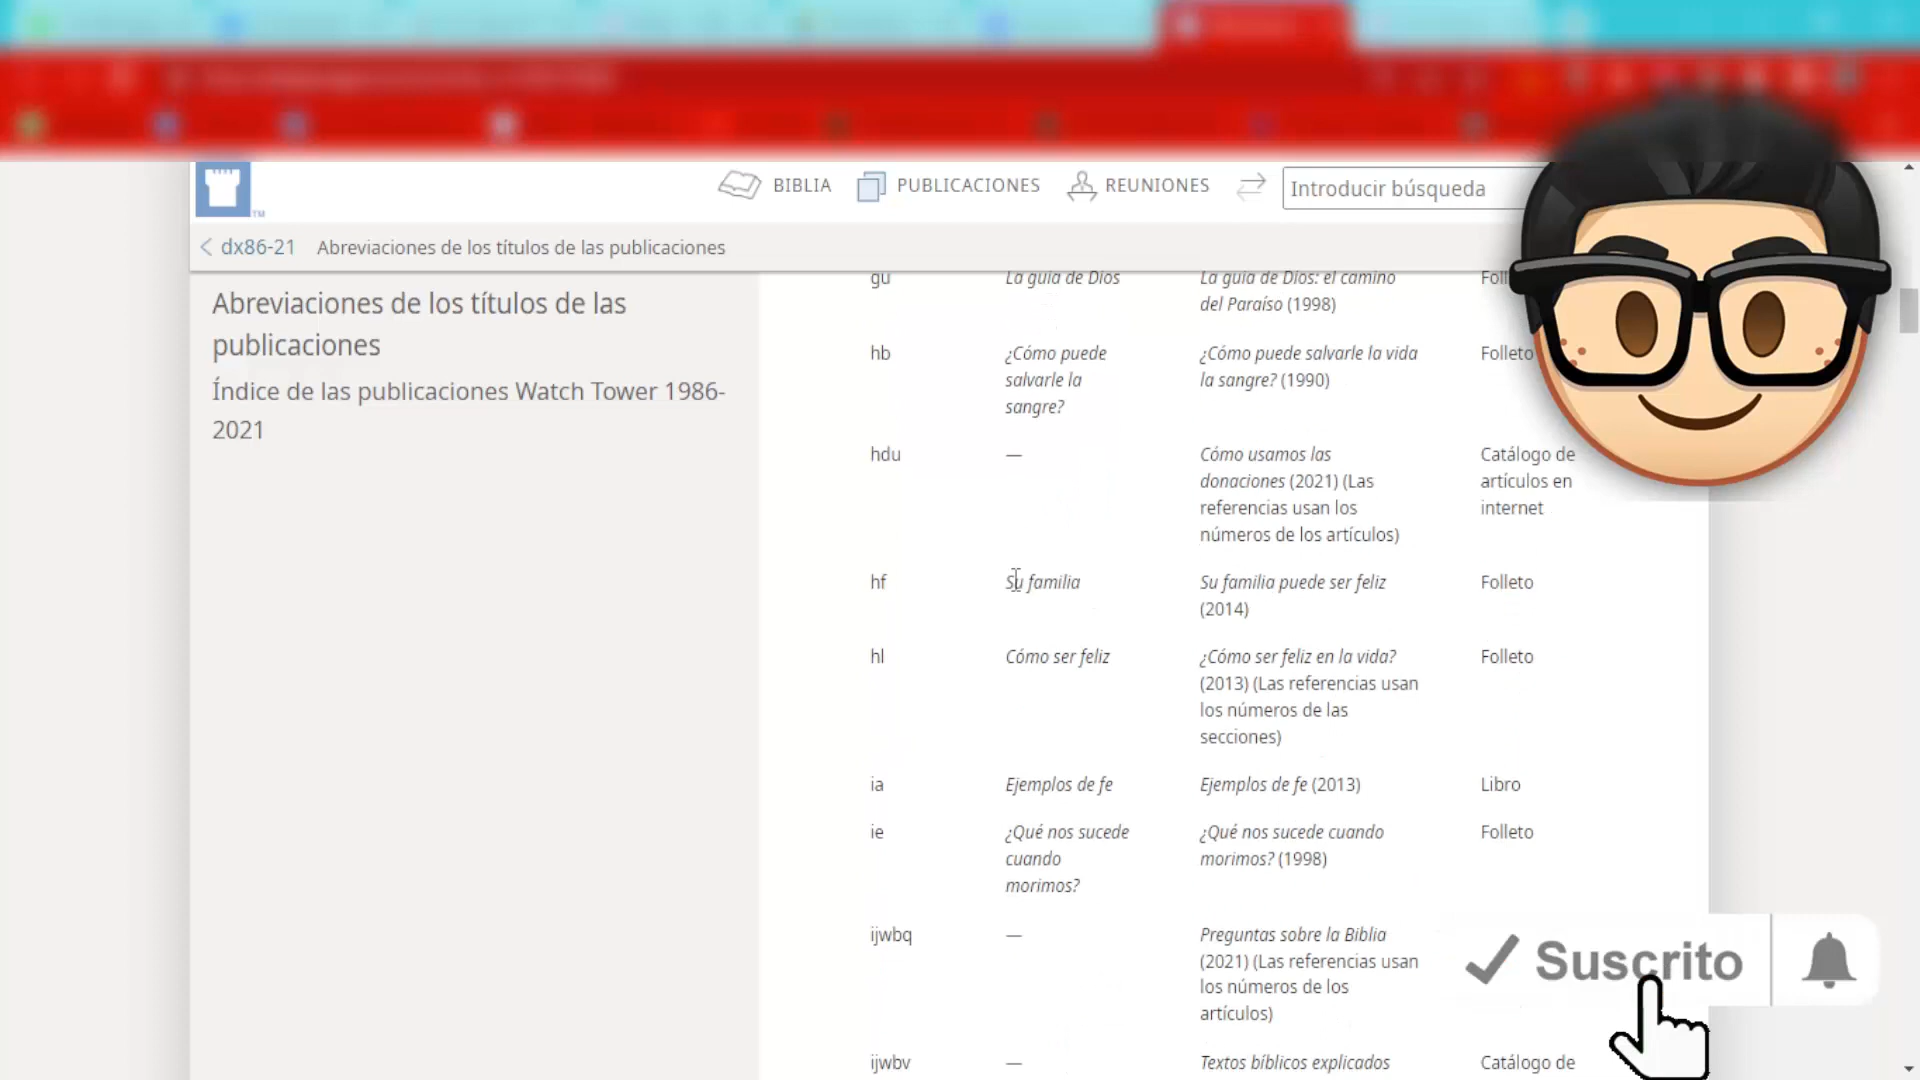 BIBLIA PUBLICACIONES REUNIONES Introducir búsqueda
TM
dx86-21 Abreviaciones de los títulos de las publicaciones
Abreviaciones de los títulos de las
publicaciones
Índice de las publicaciones Watch Tower 1986-
2021
gu La guía de Dios La guía de Dios: el camino
del Paraíso (1998)
hb ¿Cómo puede ¿Cómo puede salvarle la vida Folleto
salvarle la la sangre? (1990)
sangre?
hdu — Cómo usamos las Catálogo de
donaciones (2021) (Las artículos en
referencias usan los internet
números de los artículos)
hf Su familia Su familia puede ser feliz Folleto
(2014)
hl Cómo ser feliz ¿Cómo ser feliz en la vida? Folleto
(2013) (Las referencias usan
los números de las
secciones)
ia Ejemplos de fe Ejemplos de fe (2013) Libro
ie ¿Qué nos sucede ¿Qué nos sucede cuando Folleto
cuando morimos? (1998)
morimos?
ijwbq — Preguntas sobre la Biblia
(2021) (Las referencias usan
los números de los
artículos)
Suscrito
ijwbv — Textos bíblicos explicados Catálogo de